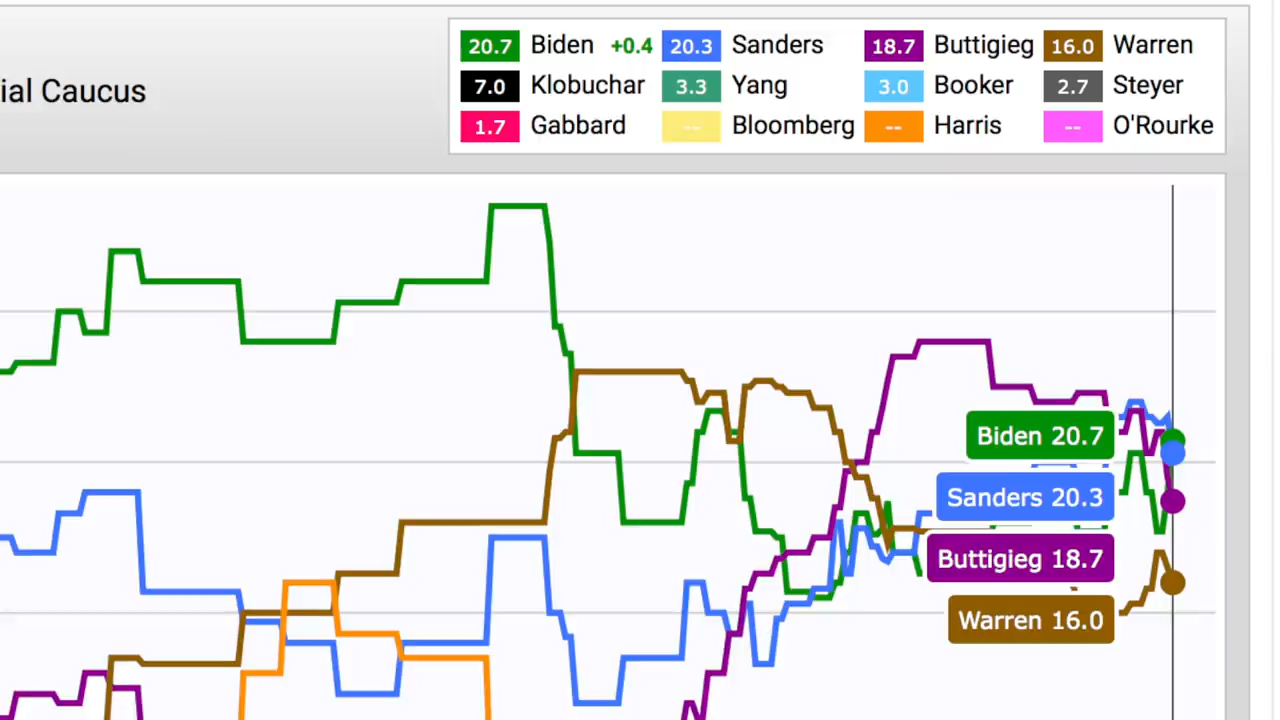 20.7 Biden +0.4 20.3 Sanders 18.7 Buttigieg 16.0 Warren
ial Caucus
7.0 Klobuchar 3.3 Yang 3.0 Booker 2.7 Steyer
1.7 Gabbard -- Bloomberg -- Harris -- O'Rourke
Biden 20.7
Sanders 20.3
Buttigieg 18.7
Warren 16.0